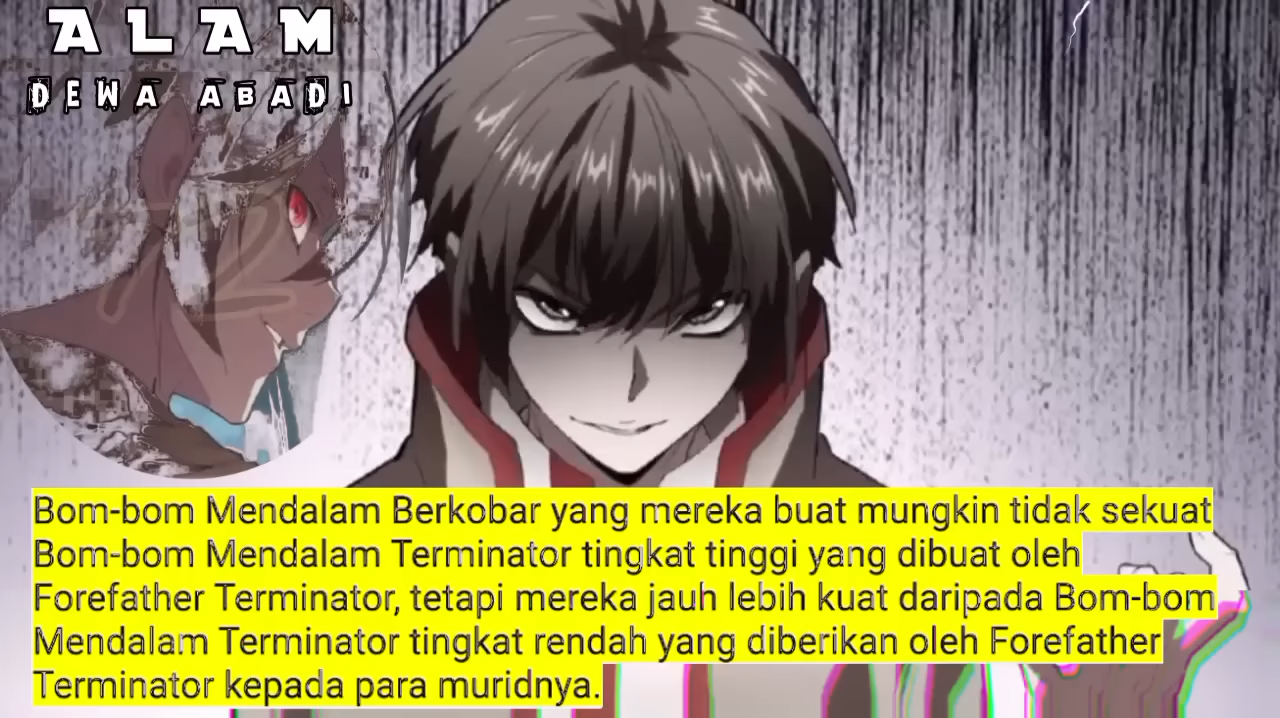 ALAM
DEWA ABADI
Bom-bom Mendalam Berkobar yang mereka buat mungkin tidak sekuat
Bom-bom Mendalam Terminator tingkat tinggi yang dibuat oleh
Forefather Terminator, tetapi mereka jauh lebih kuat daripada Bom-bom
Mendalam Terminator tingkat rendah yang diberikan oleh Forefather
Terminator kepada para muridnya.